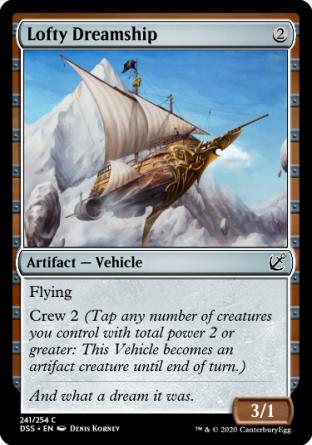 Lofty Dreamship 2
Artifact — Vehicle
Flying
Crew 2 (Tap any number of creatures
you control with total power 2 or
greater: This Vehicle becomes an
artifact creature until end of turn.)
And what a dream it was.
3/1
241/254 C
DSS • EN Denis Kornev ™ & © 2020 CanterburyEgg